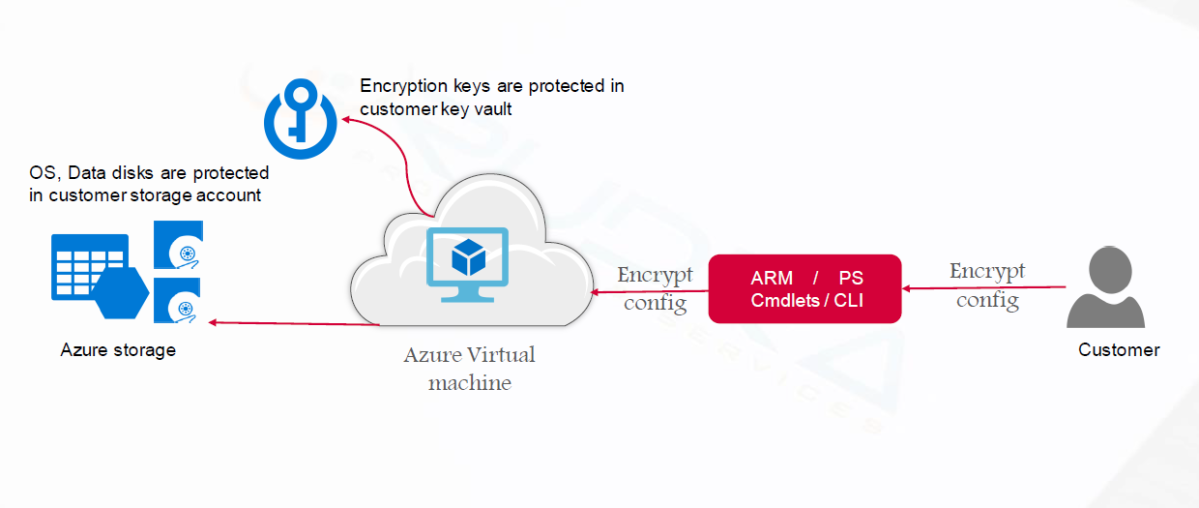 Encryption keys are protected in
customer key vault
OS, Data disks are protected
in customer storage account
Encrypt
config
ARM / PS
Cmdlets / CLI
Encrypt
config
Azure storage
Azure Virtual
machine
Customer